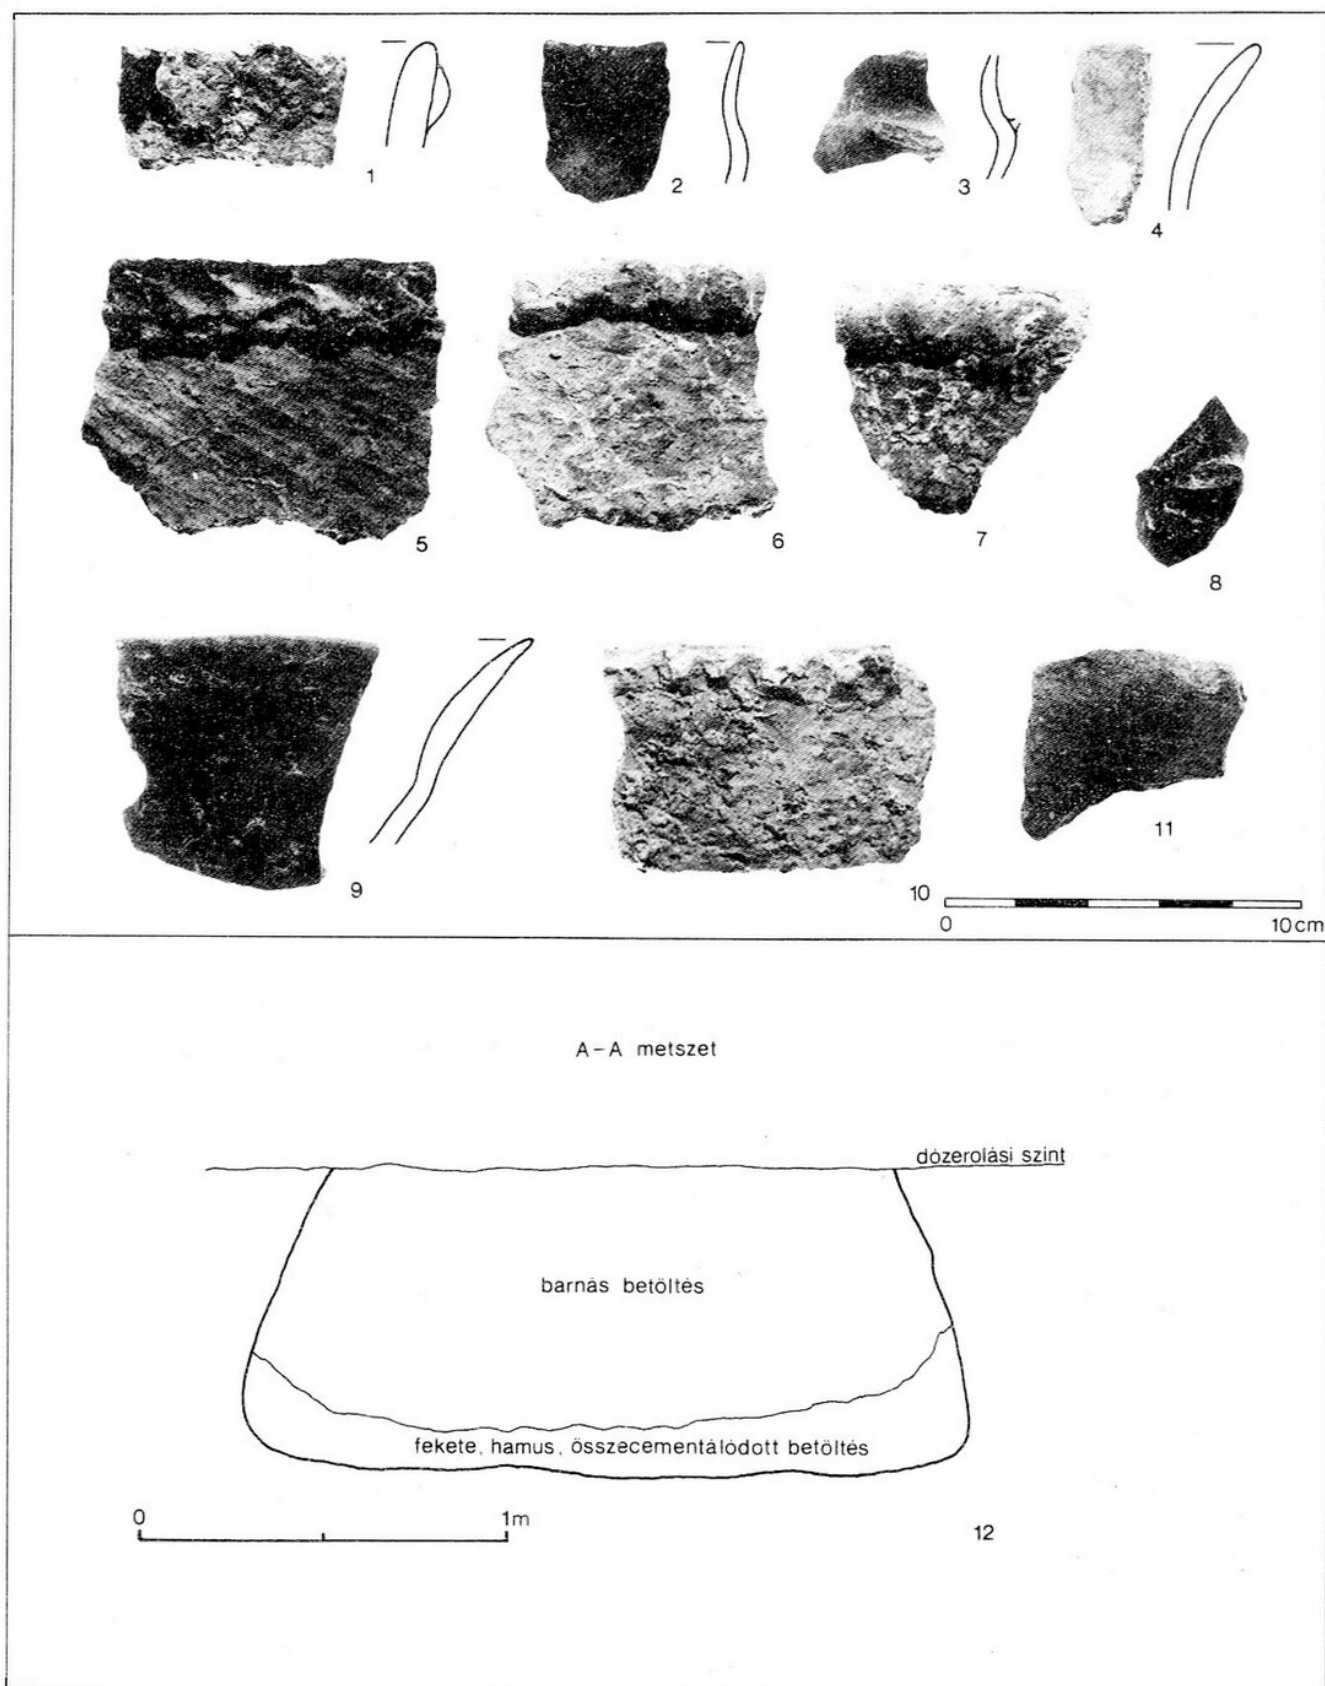 1
2
3
4
5
6
7
8
9
10
11
0 10cm
A-A metszet
dózerolási szint
barnás betöltés
fekete, hamus, összecementálódott betöltés
0 1m
12